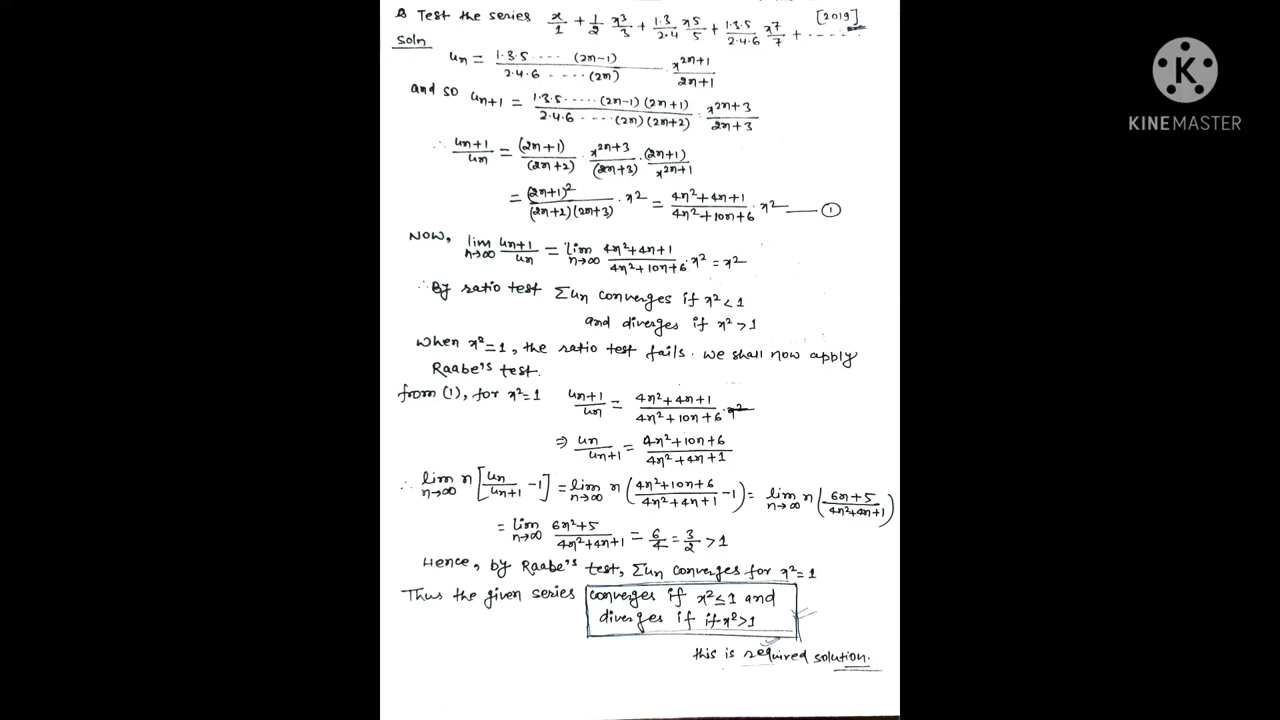 Q Test the series x/1 + 1/2 x³/3 + 1.3/2.4 x⁵/5 + 1.3.5/2.4.6 x⁷/7 + ...... [2019]
Soln
un = 1.3.5.....(2n-1)/2.4.6.....(2n) . x²ⁿ⁺¹/2n+1
and so un+1 = 1.3.5.....(2n-1)(2n+1)/2.4.6.....(2n)(2n+2) . x²ⁿ⁺³/2n+3
∴ un+1/un = (2n+1)/(2n+2) . x²ⁿ⁺³/(2n+3) . (2n+1)/x²ⁿ⁺¹
= (2n+1)²/(2n+2)(2n+3) . x² = 4n²+4n+1/4n²+10n+6 . x² —— ①
Now, lim n→∞ un+1/un = lim n→∞ 4n²+4n+1/4n²+10n+6 . x² = x²
∴ By ratio test Σun converges if x² < 1
and diverges if x² > 1
When x²=1, the ratio test fails. we shall now apply
Raabe's test.
from (1), for x²=1 un+1/un = 4n²+4n+1/4n²+10n+6 . x²
⇒ un/un+1 = 4n²+10n+6/4n²+4n+1
∴ lim n→∞ n[un/un+1 -1] = lim n→∞ n(4n²+10n+6/4n²+4n+1 -1) = lim n→∞ n(6n+5/4n²+4n+1)
= lim n→∞ 6n²+5/4n²+4n+1 = 6/4 = 3/2 > 1
Hence, by Raabe's test, Σun converges for x²=1
Thus the given series converges if x² ≤ 1 and
diverges if if x² > 1
this is required solution.
K
KINEMASTER